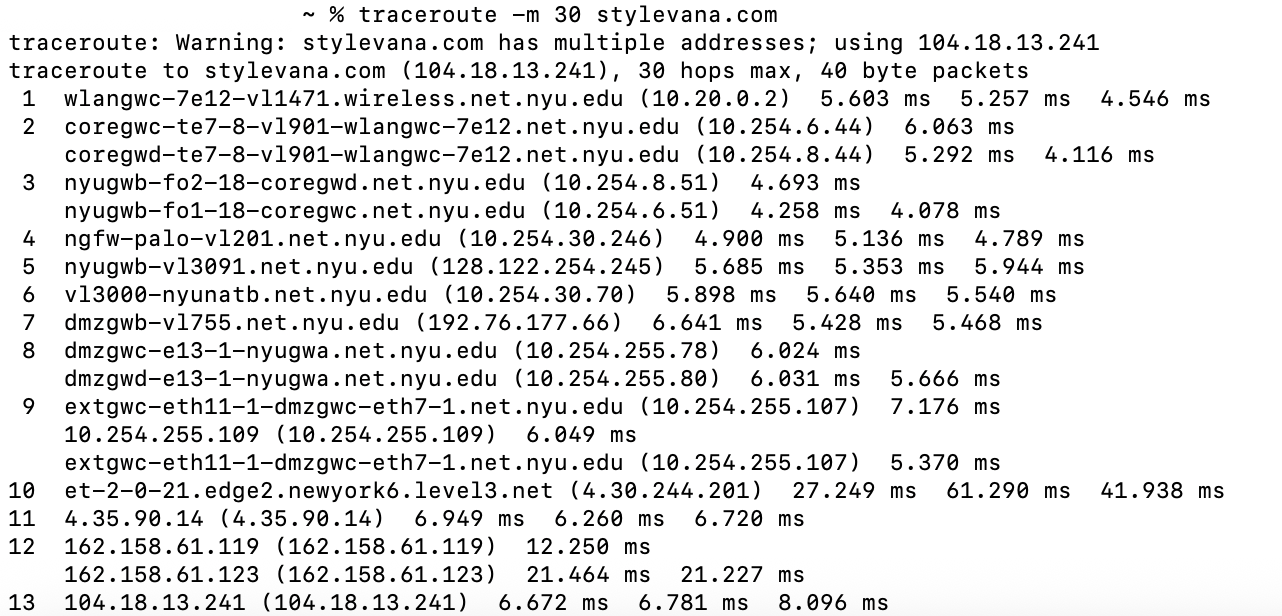 ~ % traceroute -m 30 stylevana.com
traceroute: Warning: stylevana.com has multiple addresses; using 104.18.13.241
traceroute to stylevana.com (104.18.13.241), 30 hops max, 40 byte packets
1 wlangwc-7e12-vl1471.wireless.net.nyu.edu (10.20.0.2) 5.603 ms 5.257 ms 4.546 ms
2 coregwc-te7-8-vl901-wlangwc-7e12.net.nyu.edu (10.254.6.44) 6.063 ms
coregwd-te7-8-vl901-wlangwc-7e12.net.nyu.edu (10.254.8.44) 5.292 ms 4.116 ms
3 nyugwb-fo2-18-coregwd.net.nyu.edu (10.254.8.51) 4.693 ms
nyugwb-fo1-18-coregwc.net.nyu.edu (10.254.6.51) 4.258 ms 4.078 ms
4 ngfw-palo-vl201.net.nyu.edu (10.254.30.246) 4.900 ms 5.136 ms 4.789 ms
5 nyugwb-vl3091.net.nyu.edu (128.122.254.245) 5.685 ms 5.353 ms 5.944 ms
6 vl3000-nyunatb.net.nyu.edu (10.254.30.70) 5.898 ms 5.640 ms 5.540 ms
7 dmzgwb-vl755.net.nyu.edu (192.76.177.66) 6.641 ms 5.428 ms 5.468 ms
8 dmzgwc-e13-1-nyugwa.net.nyu.edu (10.254.255.78) 6.024 ms
dmzgwd-e13-1-nyugwa.net.nyu.edu (10.254.255.80) 6.031 ms 5.666 ms
9 extgwc-eth11-1-dmzgwc-eth7-1.net.nyu.edu (10.254.255.107) 7.176 ms
10.254.255.109 (10.254.255.109) 6.049 ms
extgwc-eth11-1-dmzgwc-eth7-1.net.nyu.edu (10.254.255.107) 5.370 ms
10 et-2-0-21.edge2.newyork6.level3.net (4.30.244.201) 27.249 ms 61.290 ms 41.938 ms
11 4.35.90.14 (4.35.90.14) 6.949 ms 6.260 ms 6.720 ms
12 162.158.61.119 (162.158.61.119) 12.250 ms
162.158.61.123 (162.158.61.123) 21.464 ms 21.227 ms
13 104.18.13.241 (104.18.13.241) 6.672 ms 6.781 ms 8.096 ms